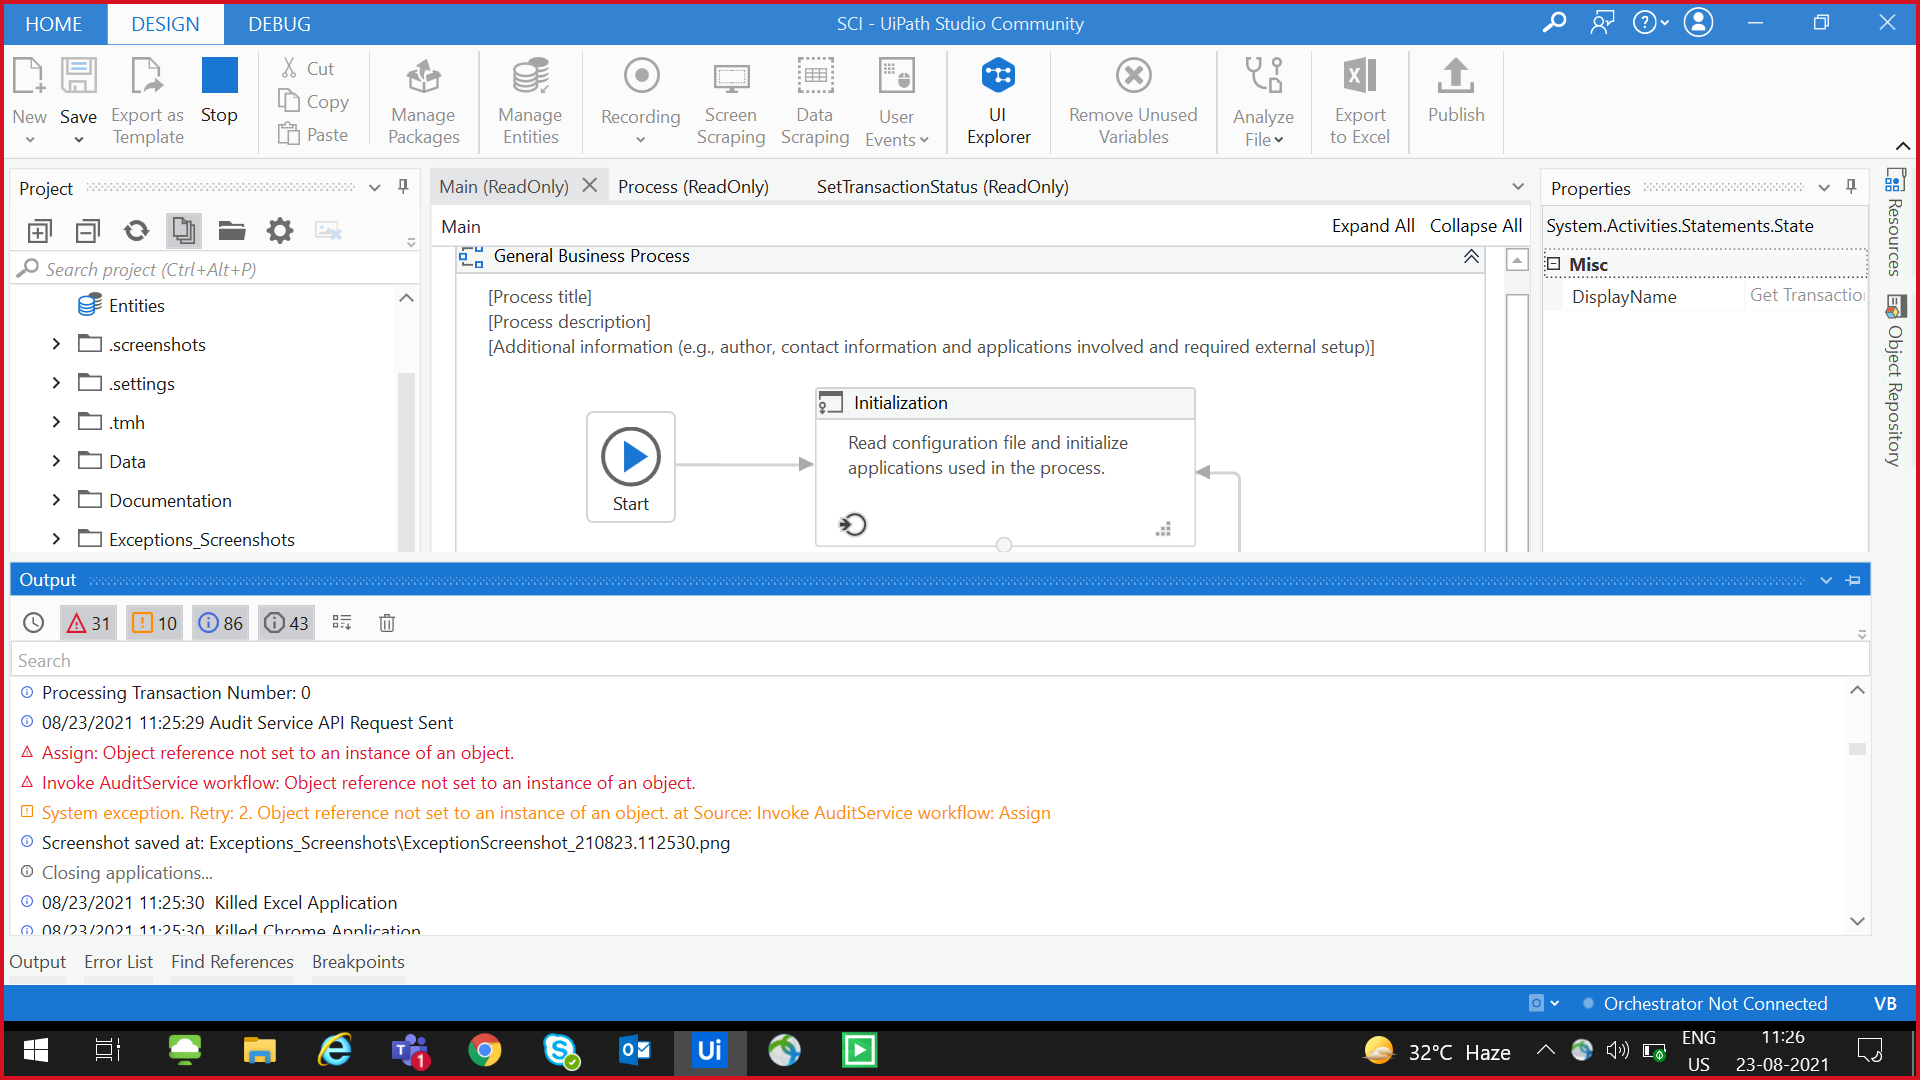 HOME DESIGN DEBUG SCI - UiPath Studio Community
New Save Export as Template Stop Cut Copy Paste Manage Packages Manage Entities Recording Screen Scraping Data Scraping User Events UI Explorer Remove Unused Variables Analyze File Export to Excel Publish
Project
Search project (Ctrl+Alt+P)
Entities
.screenshots
.settings
.tmh
Data
Documentation
Exceptions_Screenshots
Main (ReadOnly) Process (ReadOnly) SetTransactionStatus (ReadOnly)
Main Expand All Collapse All
General Business Process
[Process title]
[Process description]
[Additional information (e.g., author, contact information and applications involved and required external setup)]
Start
Initialization
Read configuration file and initialize
applications used in the process.
Properties
System.Activities.Statements.State
Misc
DisplayName Get Transactio
Resources
Object Repository
Output
31 10 86 43
Search
Processing Transaction Number: 0
08/23/2021 11:25:29 Audit Service API Request Sent
Assign: Object reference not set to an instance of an object.
Invoke AuditService workflow: Object reference not set to an instance of an object.
System exception. Retry: 2. Object reference not set to an instance of an object. at Source: Invoke AuditService workflow: Assign
Screenshot saved at: Exceptions_Screenshots\ExceptionScreenshot_210823.112530.png
Closing applications...
08/23/2021 11:25:30 Killed Excel Application
08/23/2021 11:25:30 Killed Chrome Application
Output Error List Find References Breakpoints
Orchestrator Not Connected VB
Ui 1 32°C Haze ENG US 11:26 23-08-2021